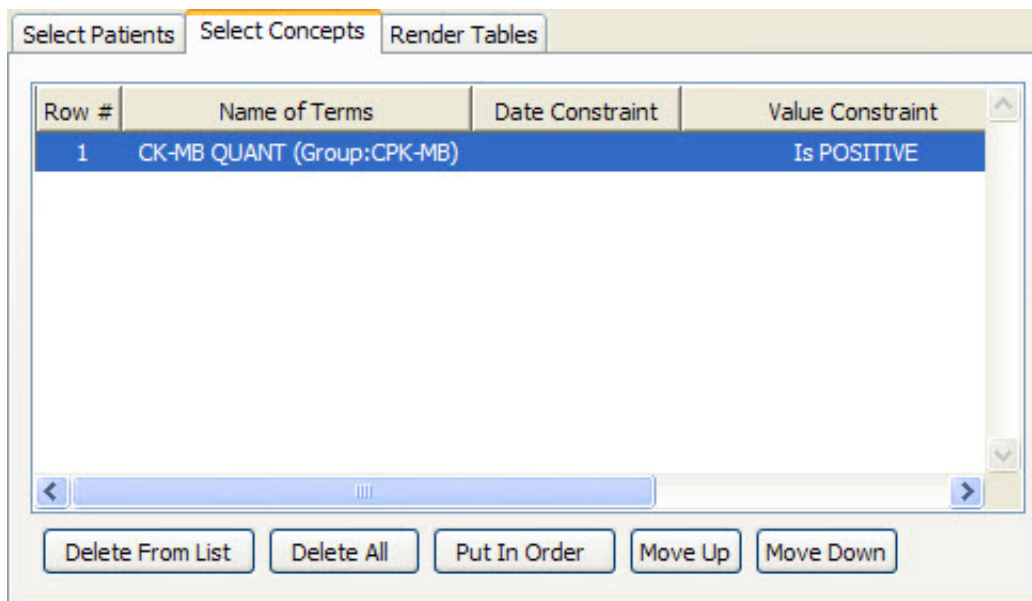 Select Patients Select Concepts Render Tables
Row # Name of Terms Date Constraint Value Constraint
1 CK-MB QUANT (Group:CPK-MB) Is POSITIVE
Delete From List Delete All Put In Order Move Up Move Down